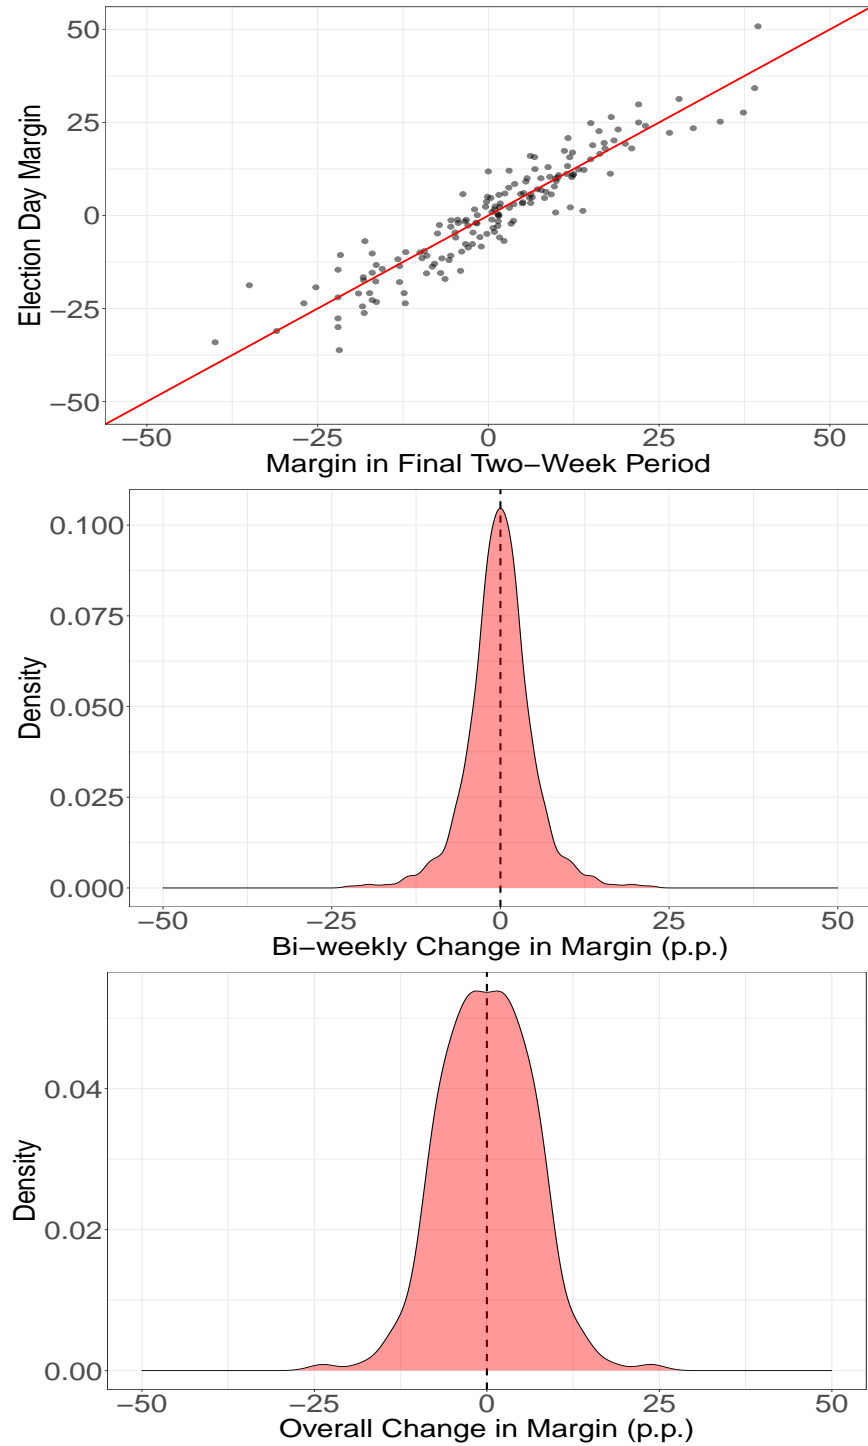 50
25
0
−25
−50
Election Day Margin
−50 −25 0 25 50
Margin in Final Two−Week Period
0.100
0.075
0.050
0.025
0.000
Density
−50 −25 0 25 50
Bi−weekly Change in Margin (p.p.)
0.04
0.02
0.00
Density
−50 −25 0 25 50
Overall Change in Margin (p.p.)